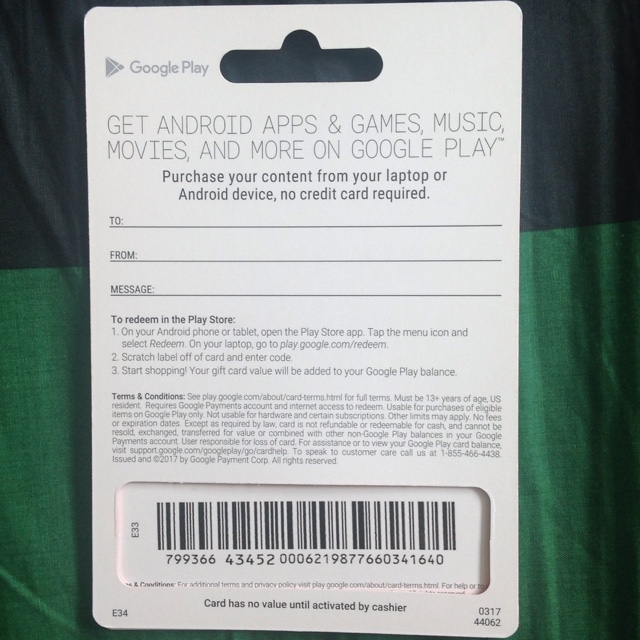 Google Play
GET ANDROID APPS & GAMES, MUSIC,
MOVIES, AND MORE ON GOOGLE PLAY™
Purchase your content from your laptop or
Android device, no credit card required.
TO:
FROM:
MESSAGE:
To redeem in the Play Store:
1. On your Android phone or tablet, open the Play Store app. Tap the menu icon and
select Redeem. On your laptop, go to play.google.com/redeem.
2. Scratch label off of card and enter code.
3. Start shopping! Your gift card value will be added to your Google Play balance.
Terms & Conditions: See play.google.com/about/card-terms.html for full terms. Must be 13+ years of age, US
resident. Requires Google Payments account and internet access to redeem. Usable for purchases of eligible
items on Google Play only. Not usable for hardware and certain subscriptions. Other limits may apply. No fees
or expiration dates. Except as required by law, card is not refundable or redeemable for cash, and cannot be
resold, exchanged, transferred for value or combined with other non-Google Play balances in your Google
Payments account. User responsible for loss of card. For assistance or to view your Google Play card balance,
visit support.google.com/googleplay/go/cardhelp. To speak to customer care call us at 1-855-466-4438.
Issued and ©2017 by Google Payment Corp. All rights reserved.
E33
799366 43452 0006219877660341640
& Conditions: For additional terms and privacy policy visit play.google.com/about/card-terms.html. For help or to
Card has no value until activated by cashier
E34
0317
44062